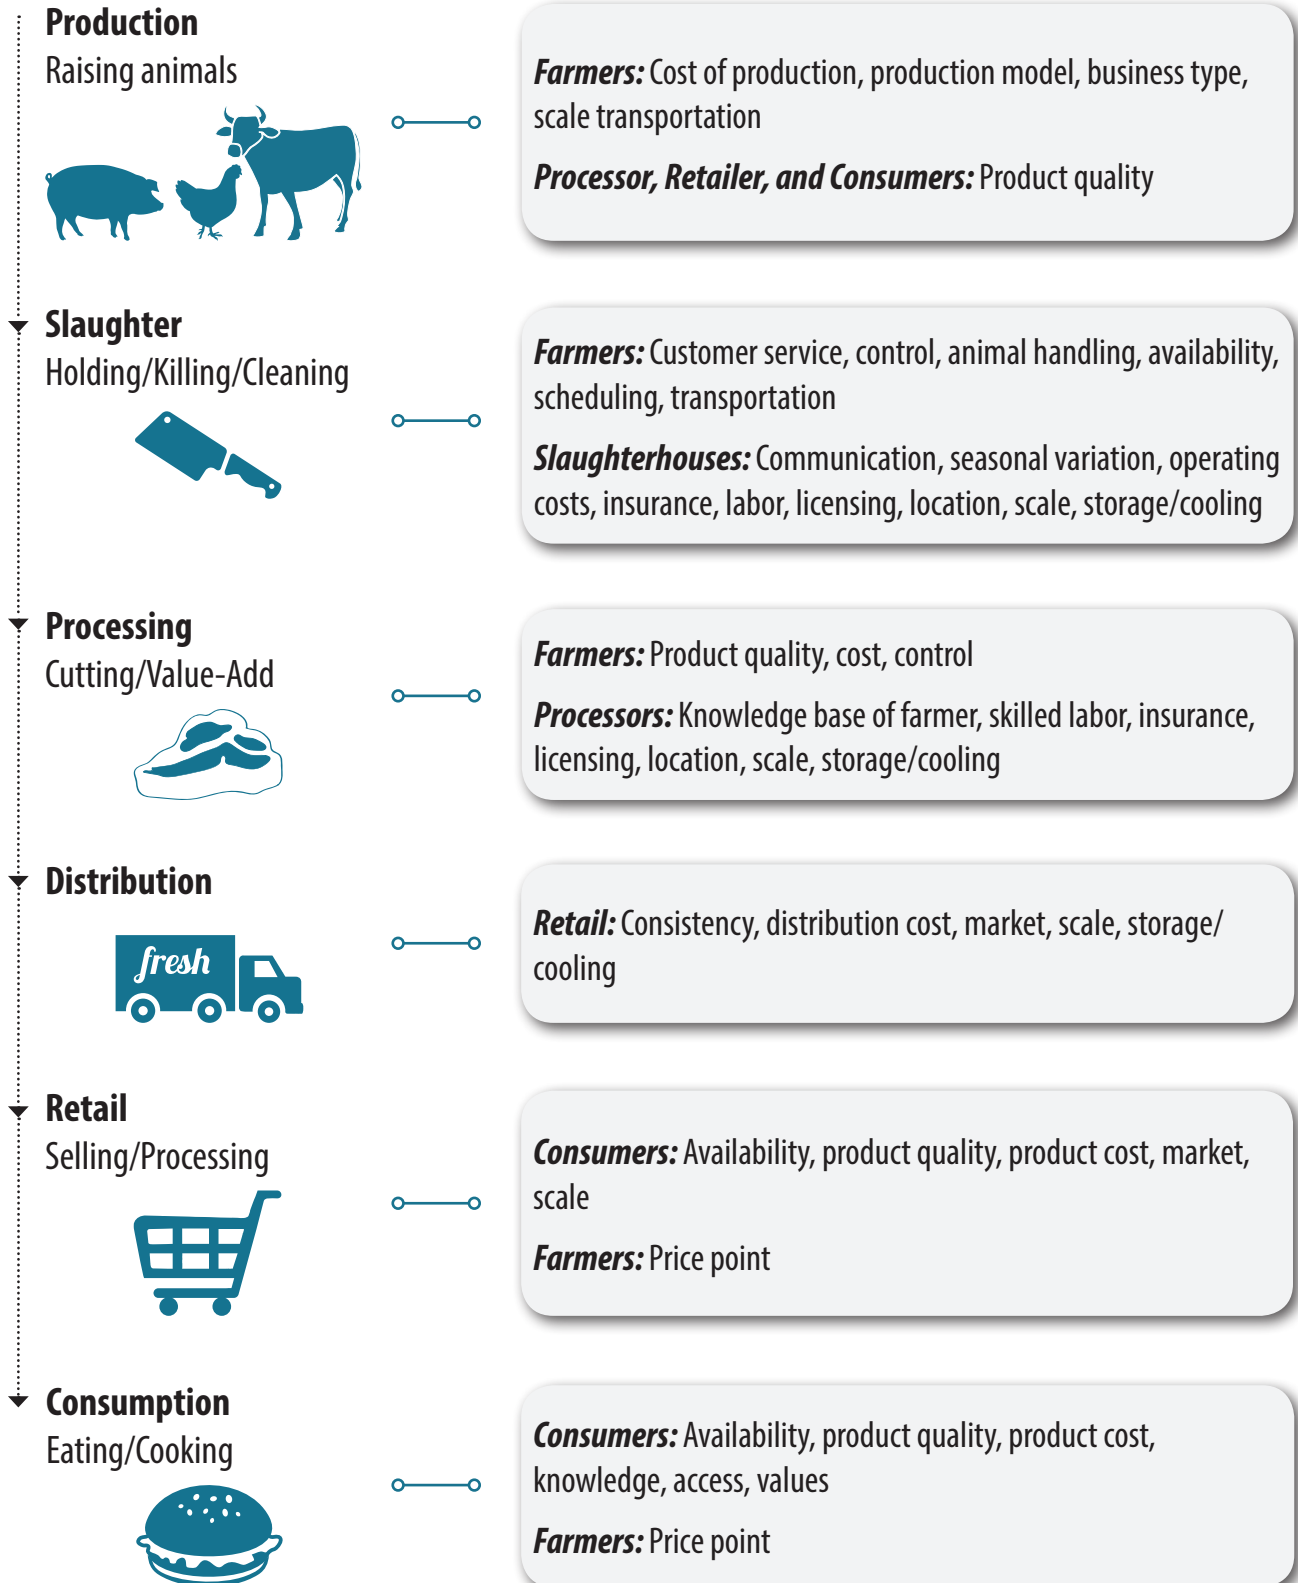 Production
Raising animals
Farmers: Cost of production, production model, business type,
scale transportation
Processor, Retailer, and Consumers: Product quality
Slaughter
Holding/Killing/Cleaning
Farmers: Customer service, control, animal handling, availability,
scheduling, transportation
Slaughterhouses: Communication, seasonal variation, operating
costs, insurance, labor, licensing, location, scale, storage/cooling
Processing
Cutting/Value-Add
Farmers: Product quality, cost, control
Processors: Knowledge base of farmer, skilled labor, insurance,
licensing, location, scale, storage/cooling
Distribution
fresh
Retail: Consistency, distribution cost, market, scale, storage/
cooling
Retail
Selling/Processing
Consumers: Availability, product quality, product cost, market,
scale
Farmers: Price point
Consumption
Eating/Cooking
Consumers: Availability, product quality, product cost,
knowledge, access, values
Farmers: Price point